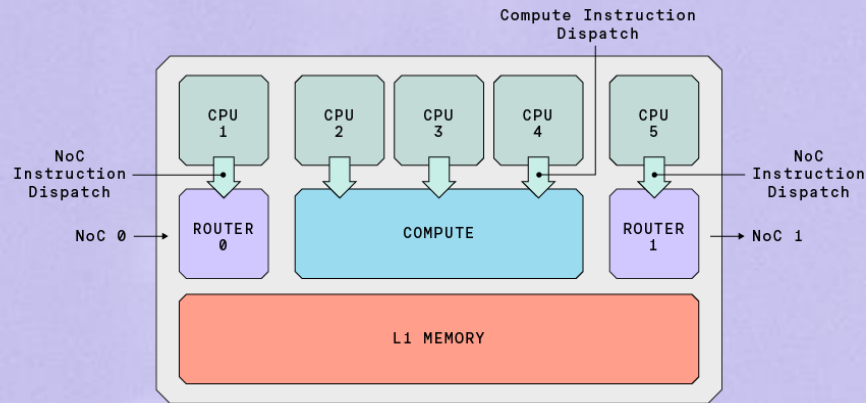 Compute Instruction
Dispatch
CPU
1
CPU
2
CPU
3
CPU
4
CPU
5
NoC
Instruction
Dispatch
NoC
Instruction
Dispatch
NoC 0
ROUTER
0
COMPUTE
ROUTER
1
NoC 1
L1 MEMORY